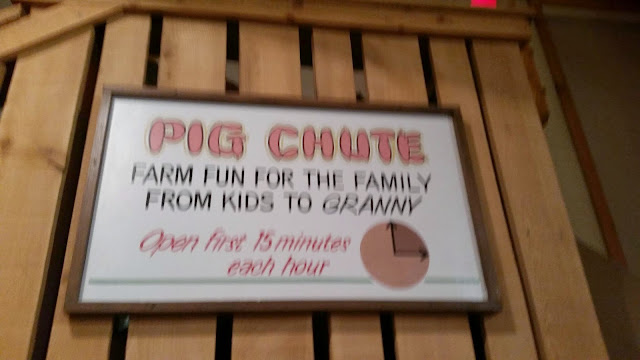 PIG CHUTE
FARM FUN FOR THE FAMILY
FROM KIDS TO GRANNY
Open first 15 minutes
each hour